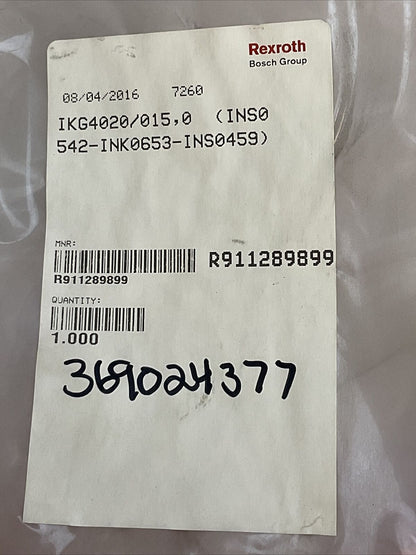 Rexroth
Bosch Group
08/04/2016 7260
IKG4020/015,0 (INS0
542-INK0653-INS0459)
MNR:
R911289899
R911289899
QUANTITY:
1.000
369024377